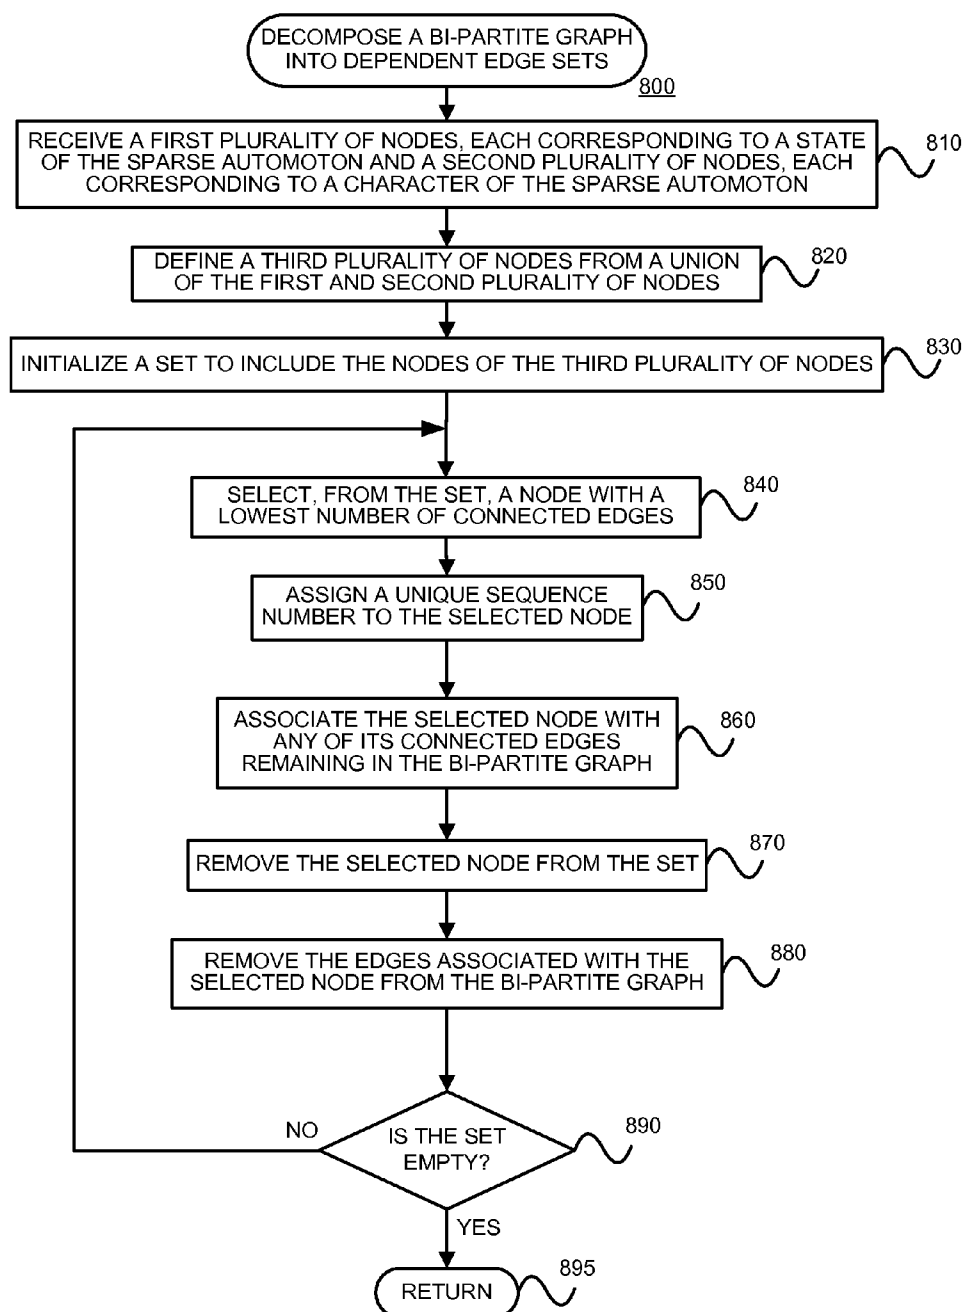 DECOMPOSE A BI-PARTITE GRAPH
INTO DEPENDENT EDGE SETS
800
RECEIVE A FIRST PLURALITY OF NODES, EACH CORRESPONDING TO A STATE
OF THE SPARSE AUTOMOTON AND A SECOND PLURALITY OF NODES, EACH
CORRESPONDING TO A CHARACTER OF THE SPARSE AUTOMOTON
810
DEFINE A THIRD PLURALITY OF NODES FROM A UNION
OF THE FIRST AND SECOND PLURALITY OF NODES
820
INITIALIZE A SET TO INCLUDE THE NODES OF THE THIRD PLURALITY OF NODES
830
SELECT, FROM THE SET, A NODE WITH A
LOWEST NUMBER OF CONNECTED EDGES
840
ASSIGN A UNIQUE SEQUENCE
NUMBER TO THE SELECTED NODE
850
ASSOCIATE THE SELECTED NODE WITH
ANY OF ITS CONNECTED EDGES
REMAINING IN THE BI-PARTITE GRAPH
860
REMOVE THE SELECTED NODE FROM THE SET
870
REMOVE THE EDGES ASSOCIATED WITH THE
SELECTED NODE FROM THE BI-PARTITE GRAPH
880
NO
IS THE SET
EMPTY?
890
YES
RETURN
895